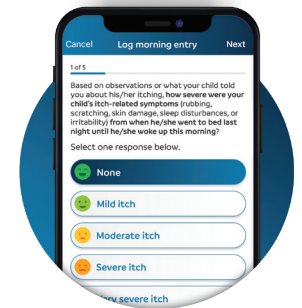 Cancel Log morning entry Next
1 of 5
Based on observations or what your child told
you about his/her itching, how severe were your
child's itch-related symptoms (rubbing,
scratching, skin damage, sleep disturbances, or
irritability) from when he/she went to bed last
night until he/she woke up this morning?
Select one response below.
None
Mild itch
Moderate itch
Severe itch
Very severe itch